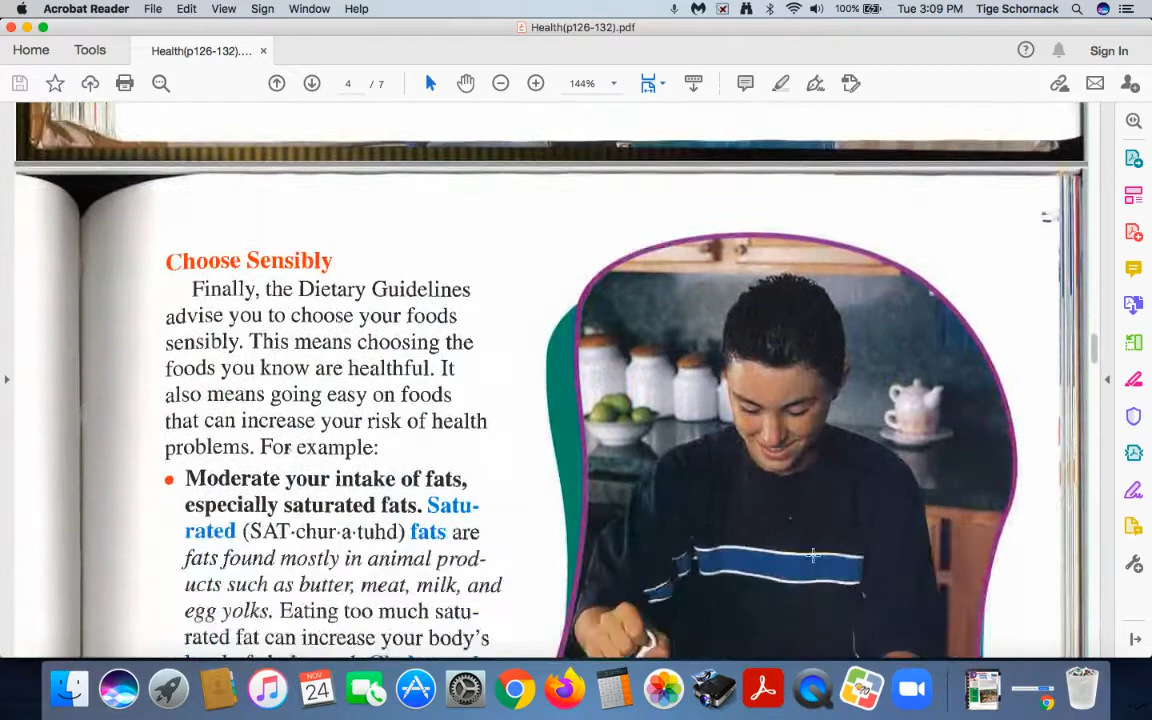 Acrobat Reader File Edit View Sign Window Help 100% Tue 3:09 PM Tige Schornack
Health(p126-132).pdf
Home Tools Health(p126-132).... × Sign In
4 / 7 144%
Choose Sensibly
Finally, the Dietary Guidelines
advise you to choose your foods
sensibly. This means choosing the
foods you know are healthful. It
also means going easy on foods
that can increase your risk of health
problems. For example:
• Moderate your intake of fats,
especially saturated fats. Satu-
rated (SAT·chur·a·tuhd) fats are
fats found mostly in animal prod-
ucts such as butter, meat, milk, and
egg yolks. Eating too much satu-
rated fat can increase your body's
NOV
24